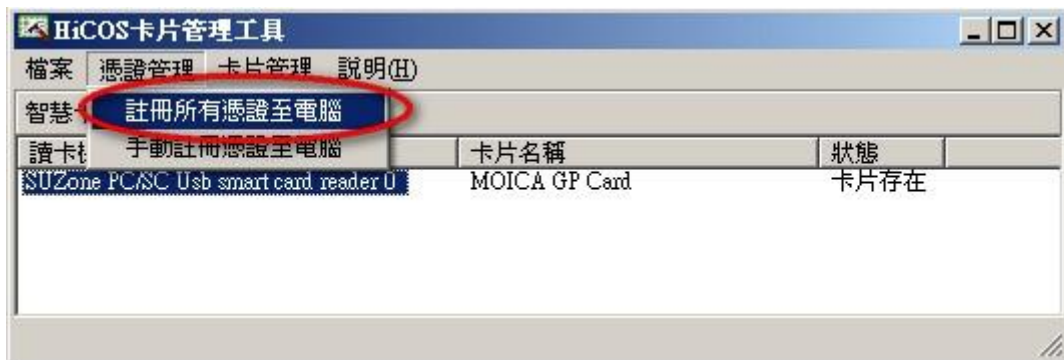 HiCOS卡片管理工具
檔案 憑證管理 卡片管理 說明(H)
智慧
註冊所有憑證至電腦
手動註冊憑證至電腦
讀卡 卡片名稱 狀態
SUZone PC/SC Usb smart card reader 0 MOICA GP Card 卡片存在